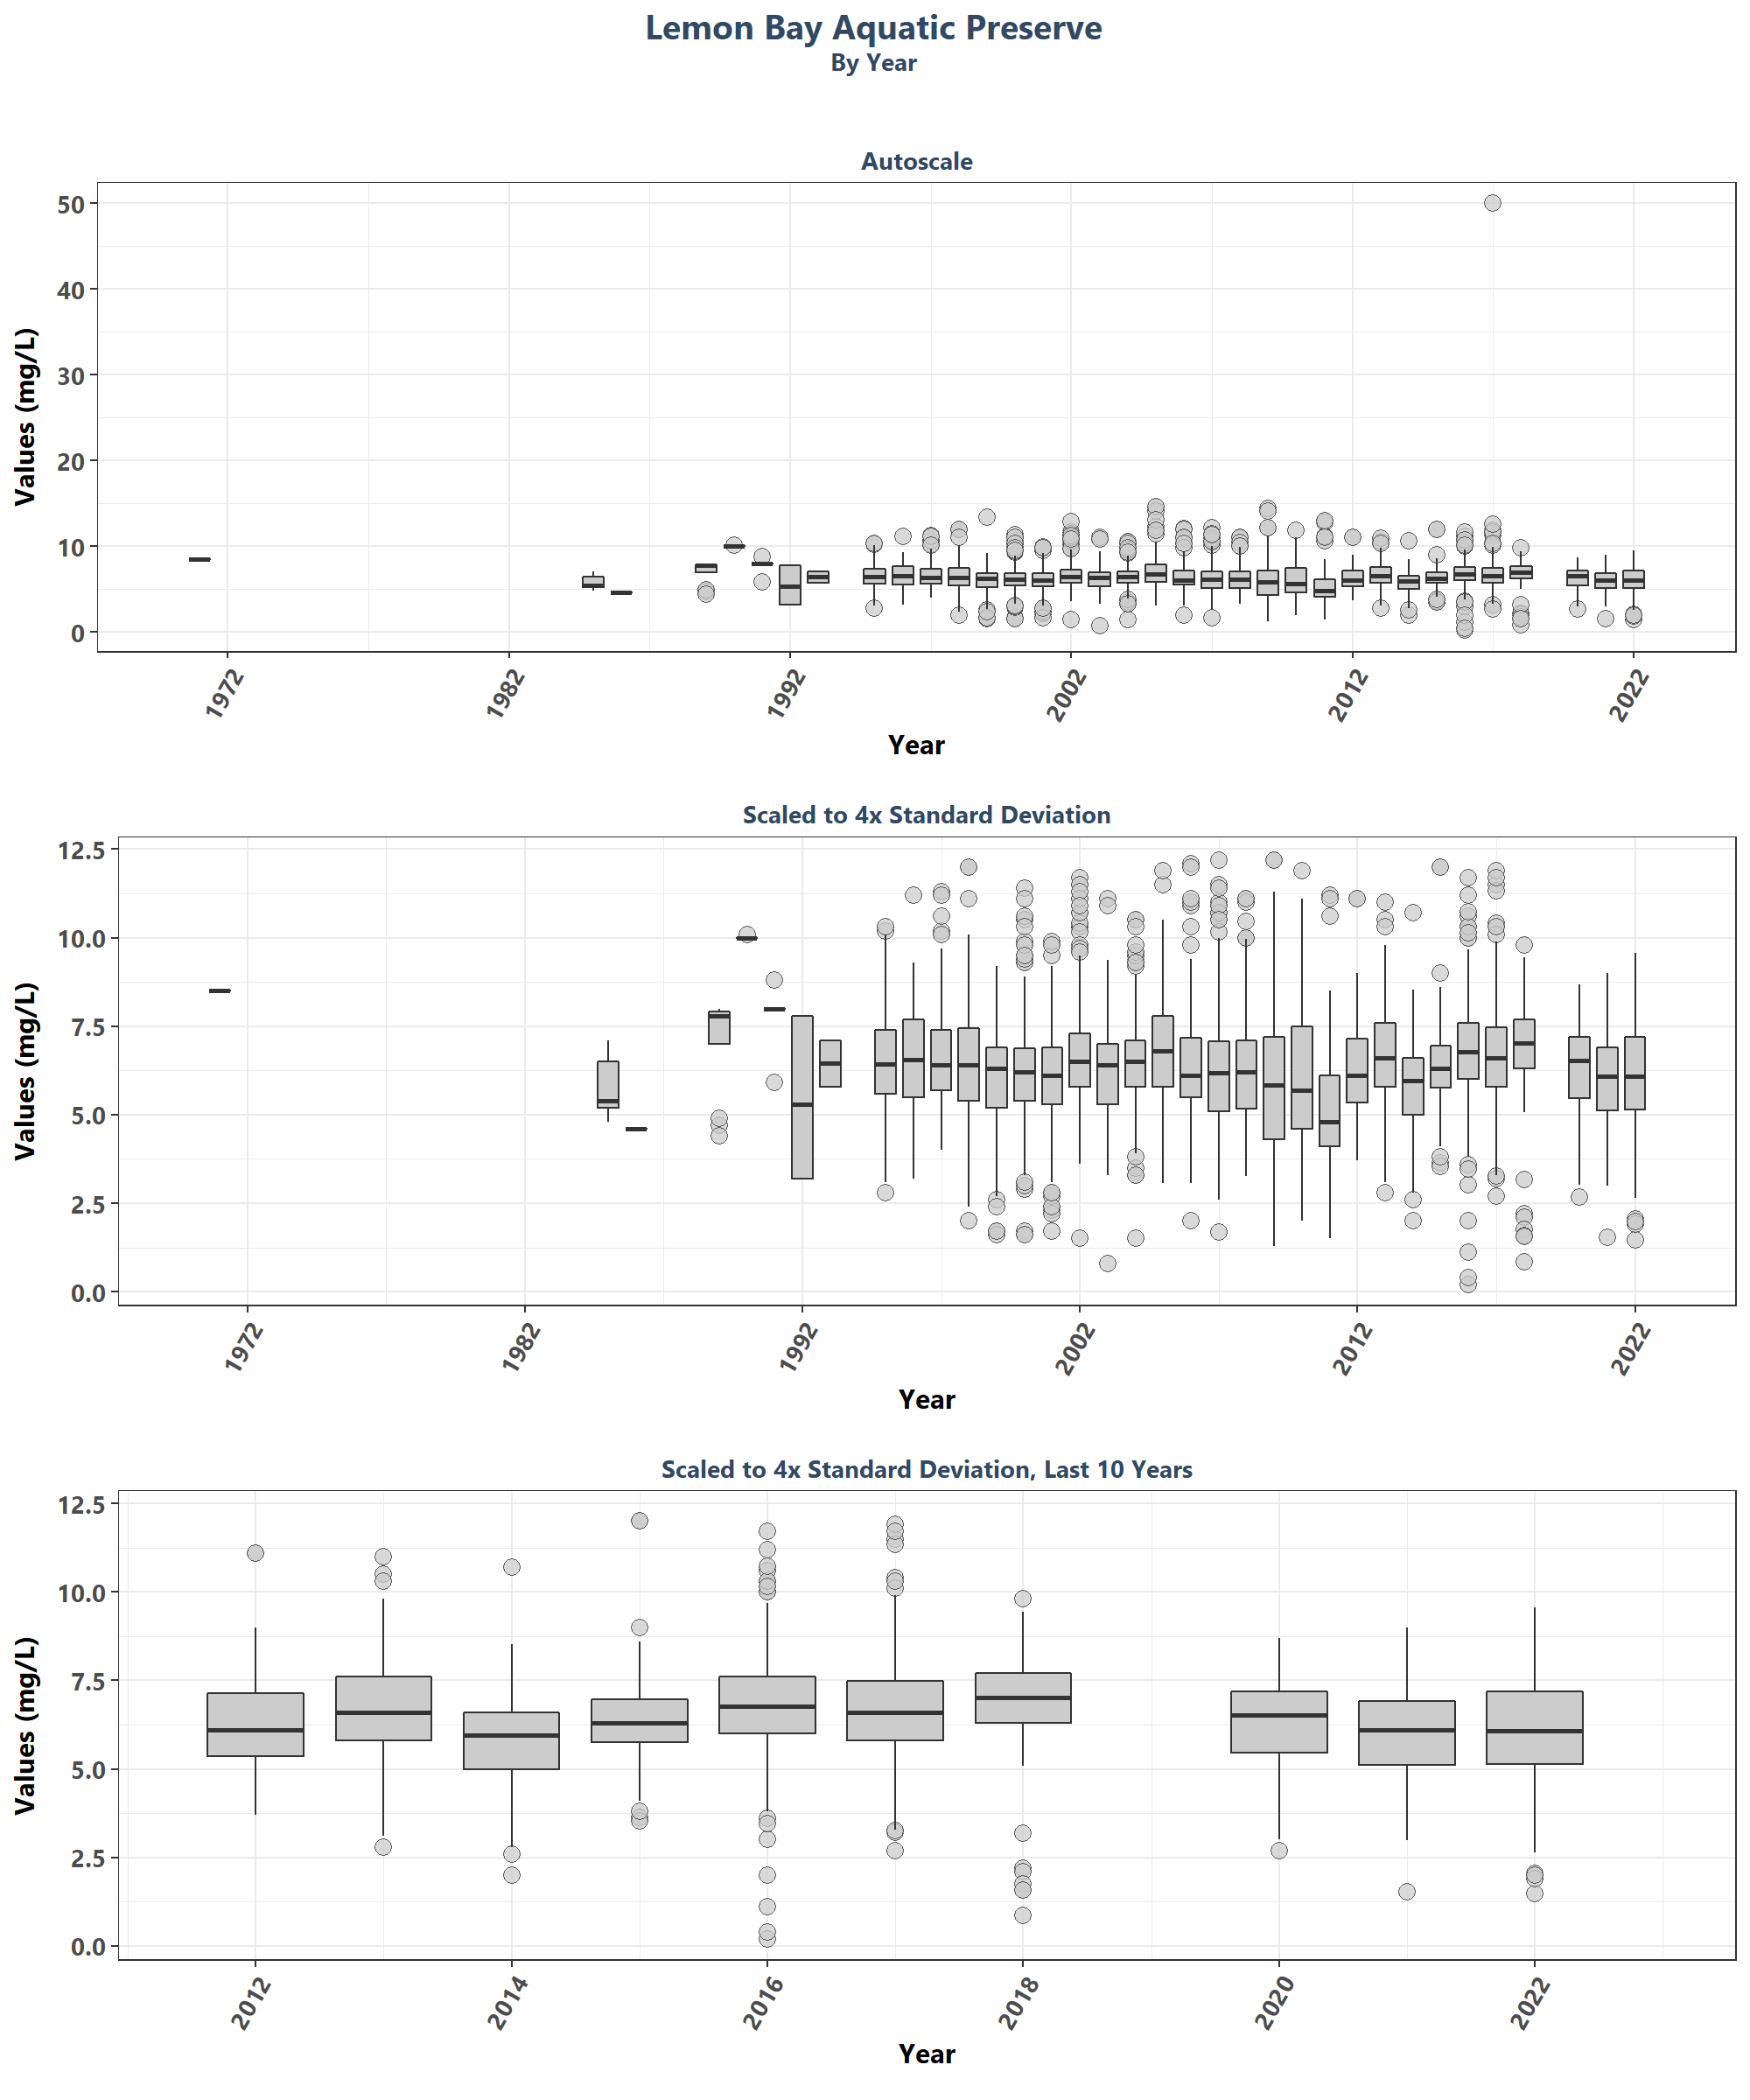 Lemon Bay Aquatic Preserve
By Year
Autoscale
Values (mg/L)
50
40
30
20
10
0
1972 1982 1992 2002 2012 2022
Year
Scaled to 4x Standard Deviation
Values (mg/L)
12.5
10.0
7.5
5.0
2.5
0.0
1972 1982 1992 2002 2012 2022
Year
Scaled to 4x Standard Deviation, Last 10 Years
Values (mg/L)
12.5
10.0
7.5
5.0
2.5
0.0
2012 2014 2016 2018 2020 2022
Year